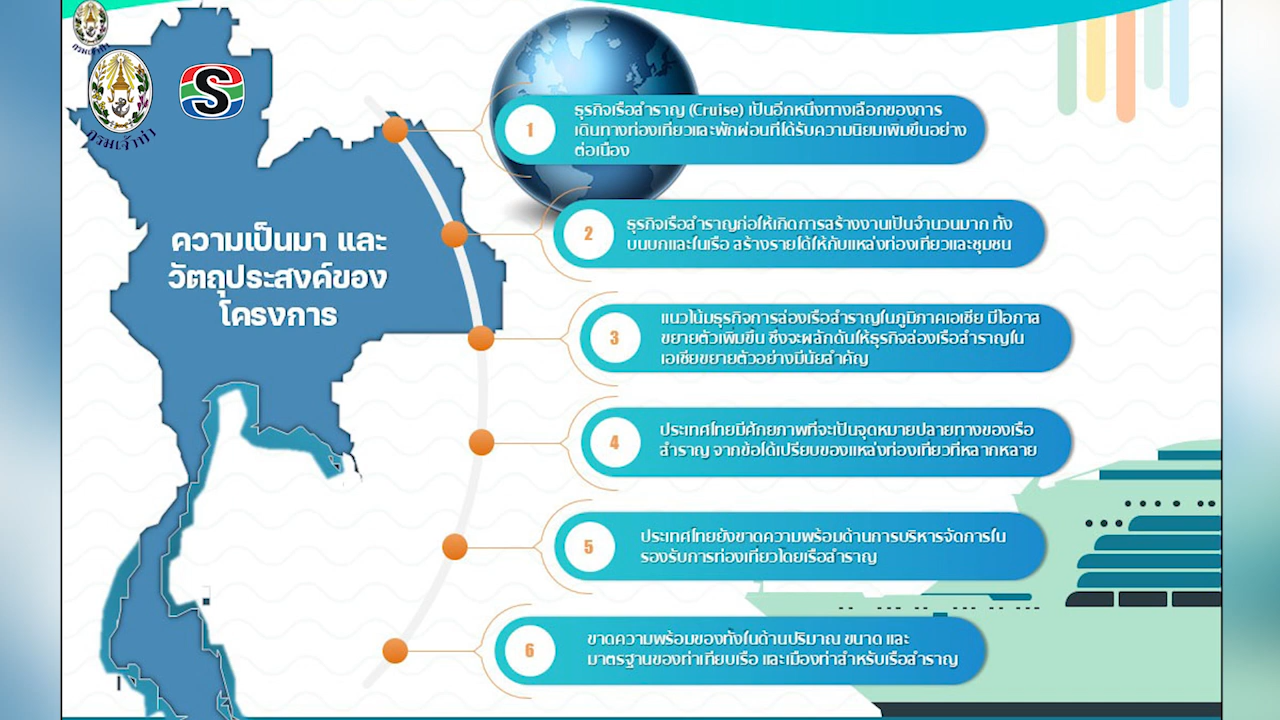 กรมเจ้าท่า
กรมเจ้าท่า
S
ความเป็นมา และ
วัตถุประสงค์ของ
โครงการ
1
ธุรกิจเรือสำราญ (Cruise) เป็นอีกหนึ่งทางเลือกของการ
เดินทางท่องเที่ยวและพักผ่อนที่ได้รับความนิยมเพิ่มขึ้นอย่าง
ต่อเนื่อง
2
ธุรกิจเรือสำราญก่อให้เกิดการสร้างงานเป็นจำนวนมาก ทั้ง
บนบกและในเรือ สร้างรายได้ให้กับแหล่งท่องเที่ยวและชุมชน
3
แนวโน้มธุรกิจการล่องเรือสำราญในภูมิภาคเอเชีย มีโอกาส
ขยายตัวเพิ่มขึ้น ซึ่งจะผลักดันให้ธุรกิจล่องเรือสำราญใน
เอเชียขยายตัวอย่างมีนัยสำคัญ
4
ประเทศไทยมีศักยภาพที่จะเป็นจุดหมายปลายทางของเรือ
สำราญ จากข้อได้เปรียบของแหล่งท่องเที่ยวที่หลากหลาย
5
ประเทศไทยยังขาดความพร้อมด้านการบริหารจัดการใน
รองรับการท่องเที่ยวโดยเรือสำราญ
6
ขาดความพร้อมของทั้งในด้านปริมาณ ขนาด และ
มาตรฐานของท่าเทียบเรือ และเมืองท่าสำหรับเรือสำราญ